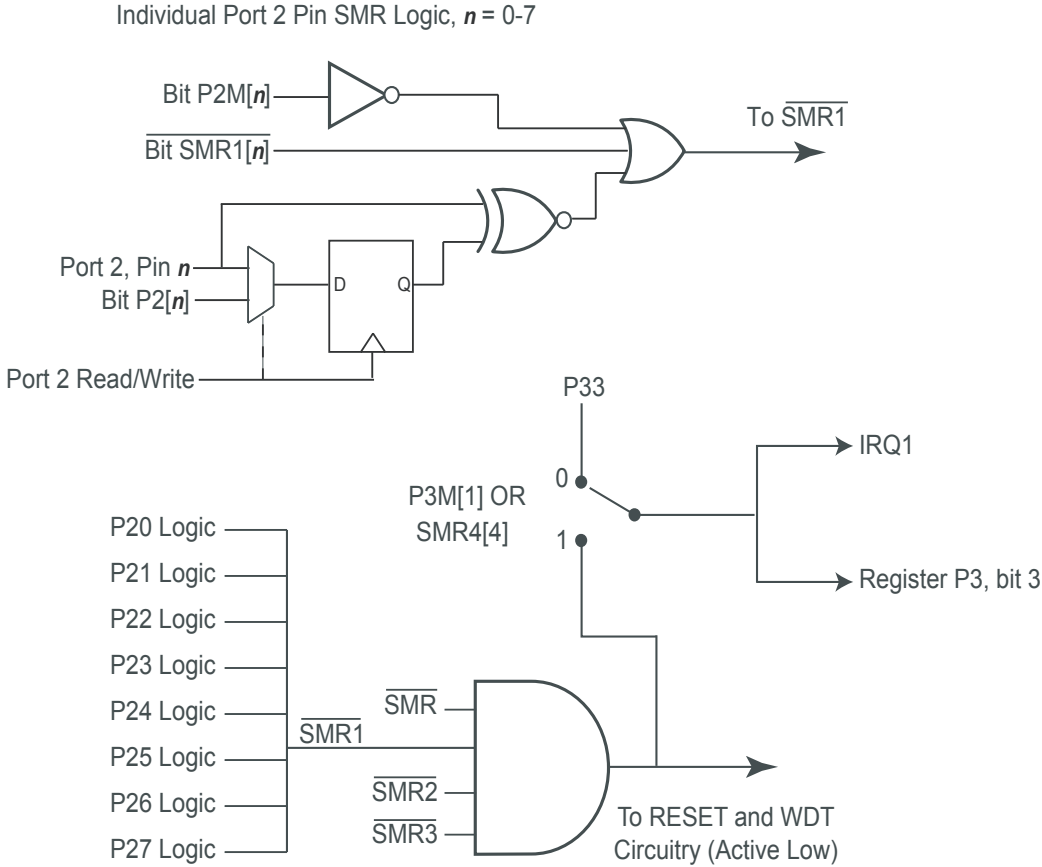 Individual Port 2 Pin SMR Logic, n = 0-7
Bit P2M[n]
To SMR1
Bit SMR1[n]
Port 2, Pin n
D
Q
Bit P2[n]
Port 2 Read/Write
P33
IRQ1
0
P3M[1] OR
SMR4[4]
1
Register P3, bit 3
P20 Logic
P21 Logic
P22 Logic
P23 Logic
P24 Logic
P25 Logic
P26 Logic
P27 Logic
SMR1
SMR
SMR2
SMR3
To RESET and WDT
Circuitry (Active Low)